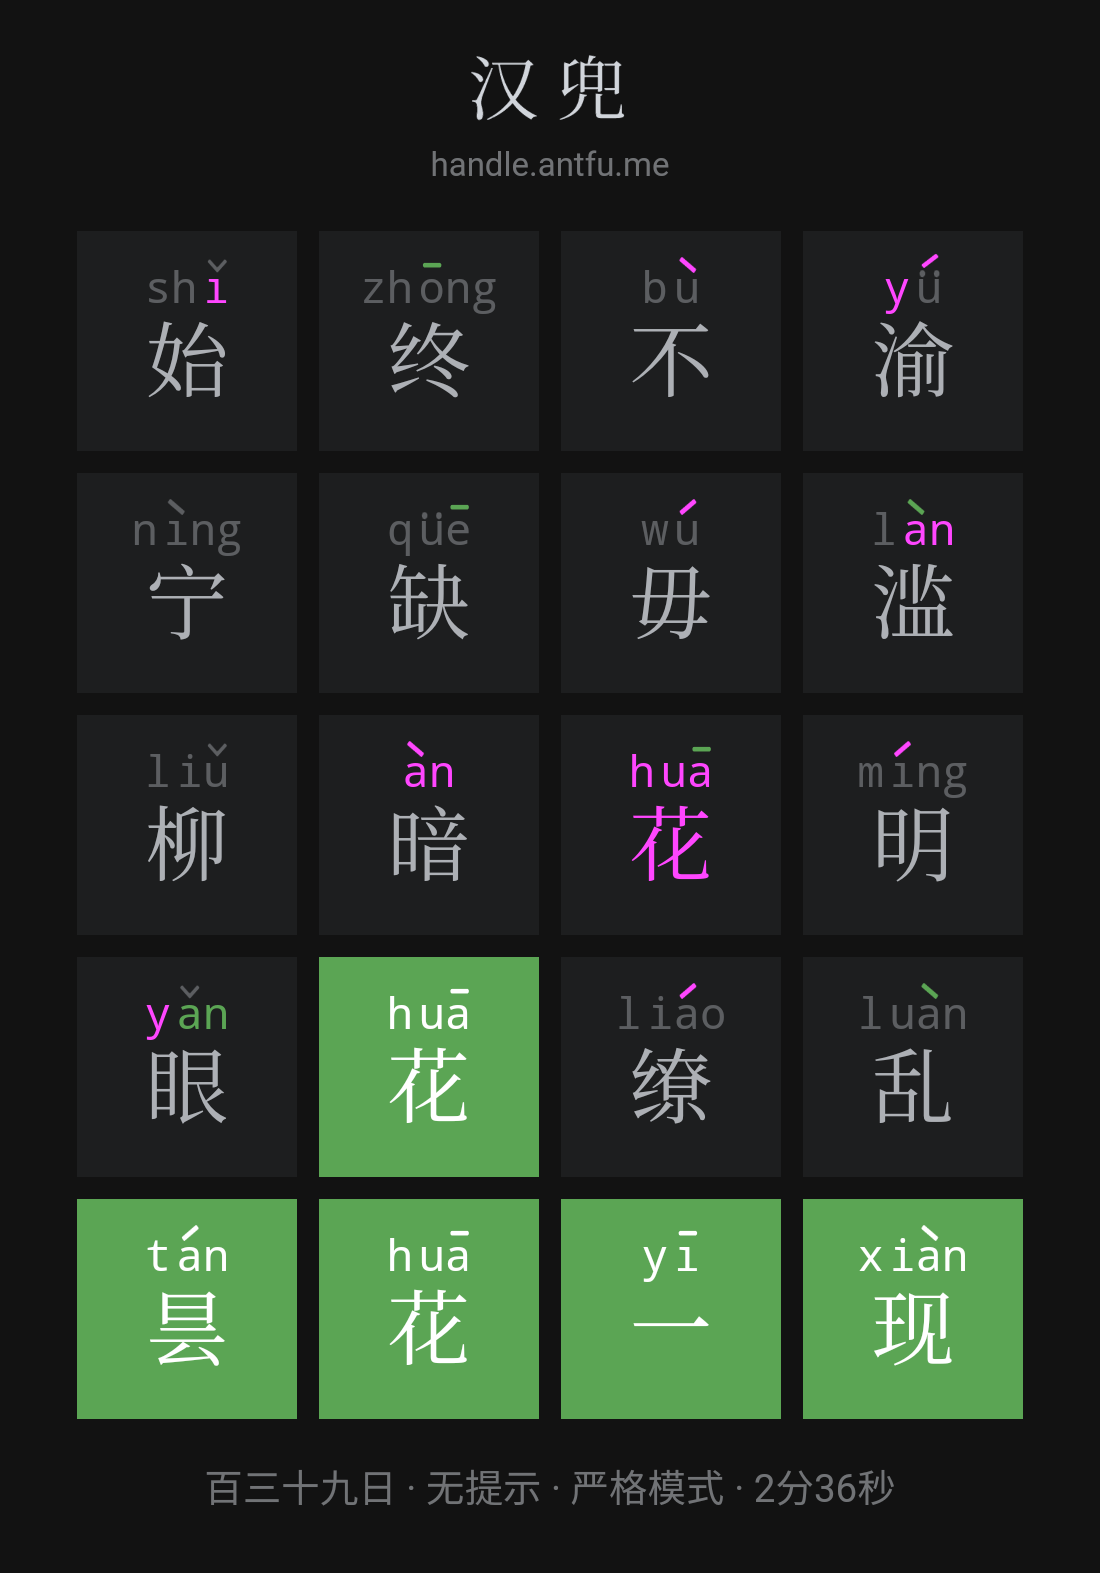 汉兜
handle.antfu.me
shǐ zhōng bù yǘ
始终不渝
nìng qüē wú làn
宁缺毋滥
liǔ àn huā míng
柳暗花明
yǎn huā liáo luàn
眼花缭乱
tán huā yī xiàn
昙花一现
百三十九日 · 无提示 · 严格模式 · 2分36秒